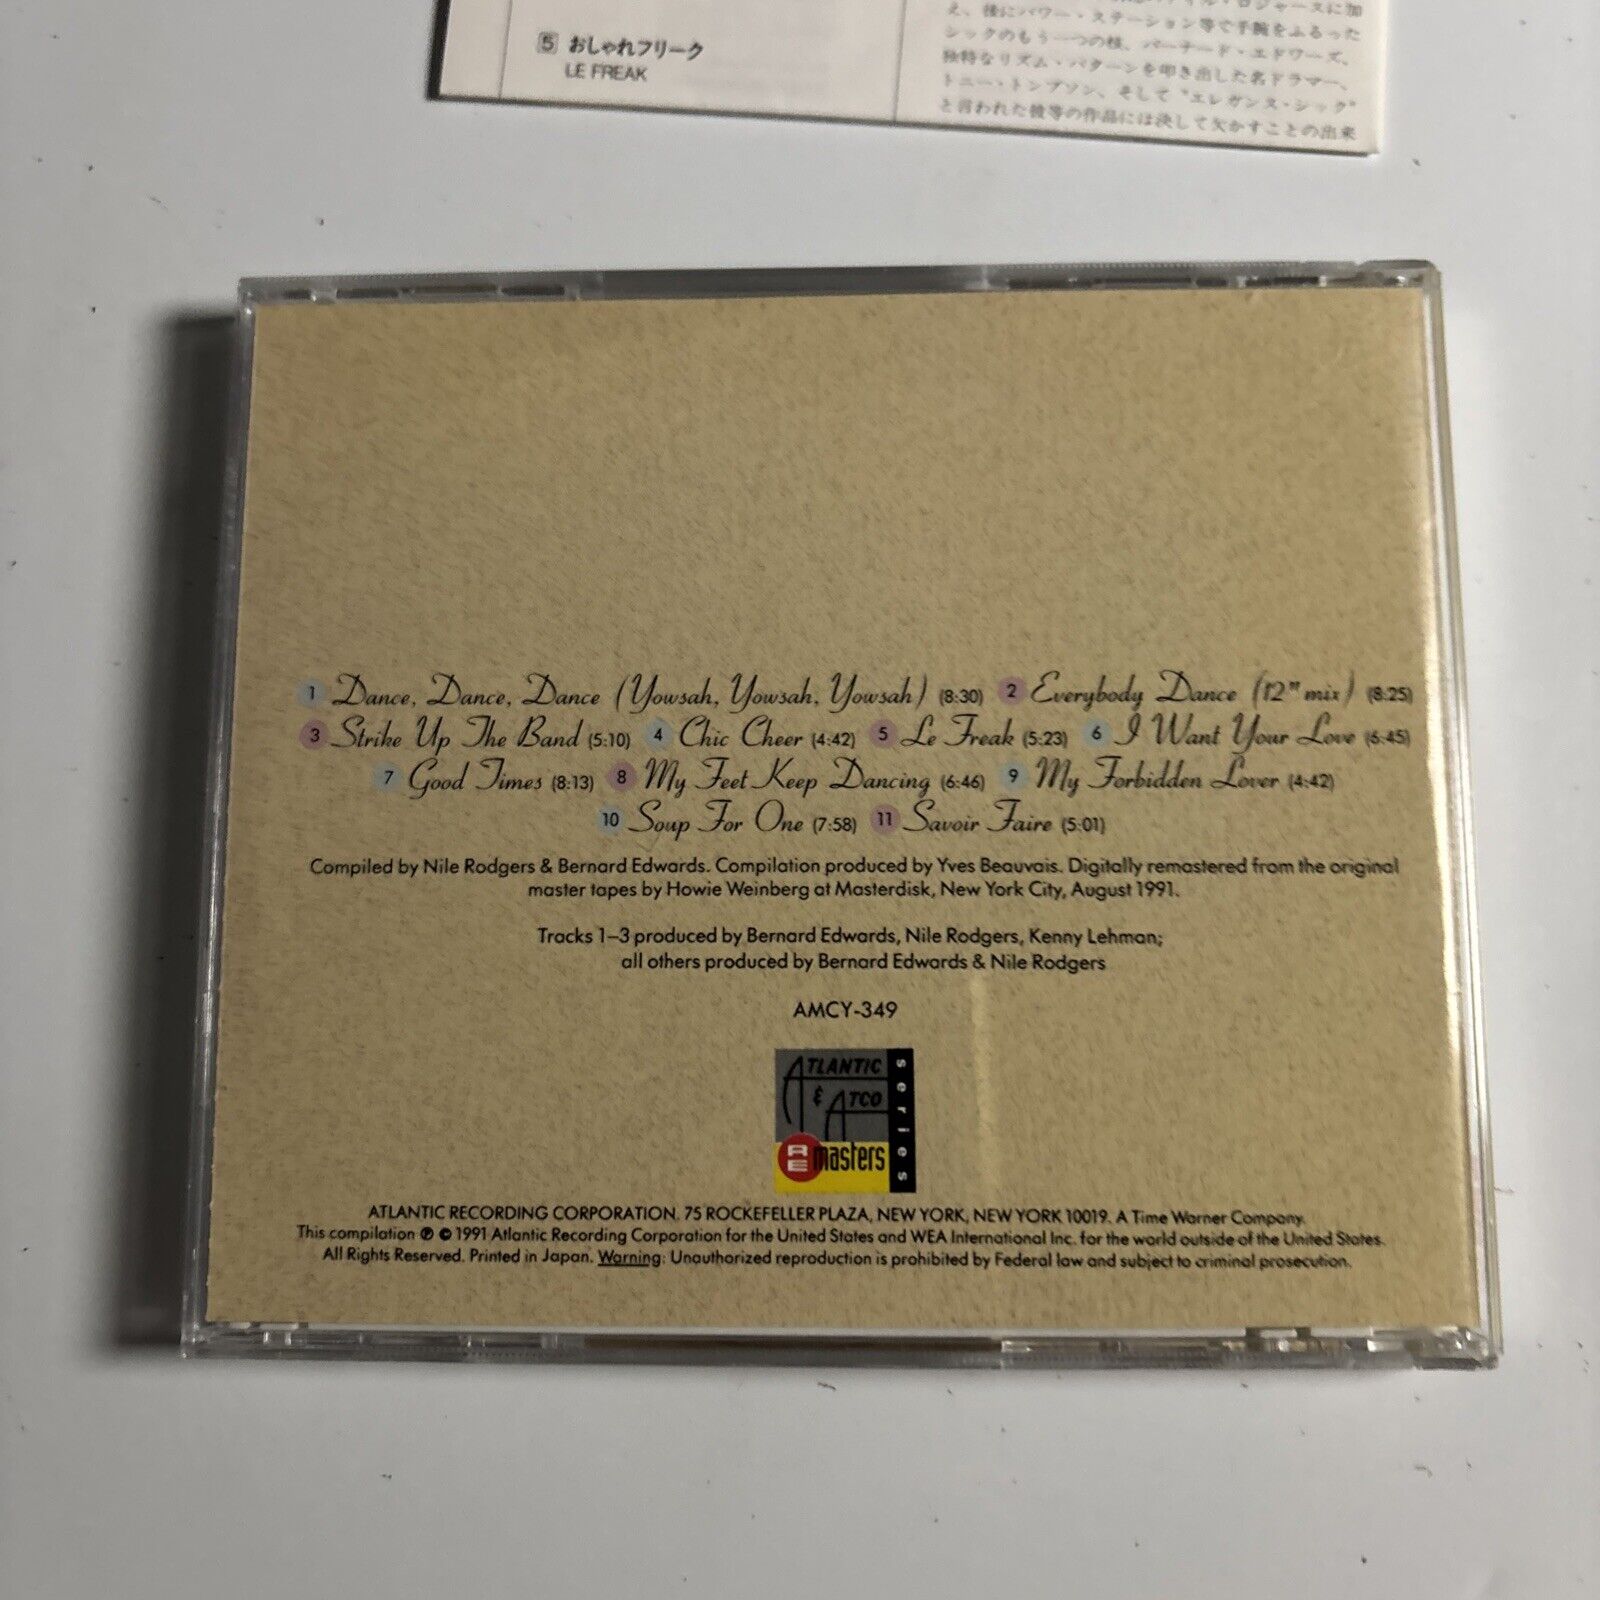 え、後にパワー・ステーション等で手腕をふるった
シックのもう一つの核、バーナード・エドワーズ、
独特なリズム・パターンを叩き出した名ドラマー、
トニー・トンプソン、そして"エレガンス・シック"
と言われた彼等の作品には決して欠かすことの出来
5 おしゃれフリーク
LE FREAK
1 Dance, Dance, Dance (Yowsah, Yowsah, Yowsah) (8:30) 2 Everybody Dance (12" mix) (8:25)
3 Strike Up The Band (5:10) 4 Chic Cheer (4:42) 5 Le Freak (5:23) 6 I Want Your Love (6:45)
7 Good Times (8:13) 8 My Feet Keep Dancing (6:46) 9 My Forbidden Lover (4:42)
10 Soup For One (7:58) 11 Savoir Faire (5:01)
Compiled by Nile Rodgers & Bernard Edwards. Compilation produced by Yves Beauvais. Digitally remastered from the original
master tapes by Howie Weinberg at Masterdisk, New York City, August 1991.
Tracks 1–3 produced by Bernard Edwards, Nile Rodgers, Kenny Lehman;
all others produced by Bernard Edwards & Nile Rodgers
AMCY-349
ATLANTIC
& ATCO
REmasters
series
ATLANTIC RECORDING CORPORATION. 75 ROCKEFELLER PLAZA, NEW YORK, NEW YORK 10019. A Time Warner Company.
This compilation ℗ © 1991 Atlantic Recording Corporation for the United States and WEA International Inc. for the world outside of the United States.
All Rights Reserved. Printed in Japan. Warning: Unauthorized reproduction is prohibited by Federal law and subject to criminal prosecution.